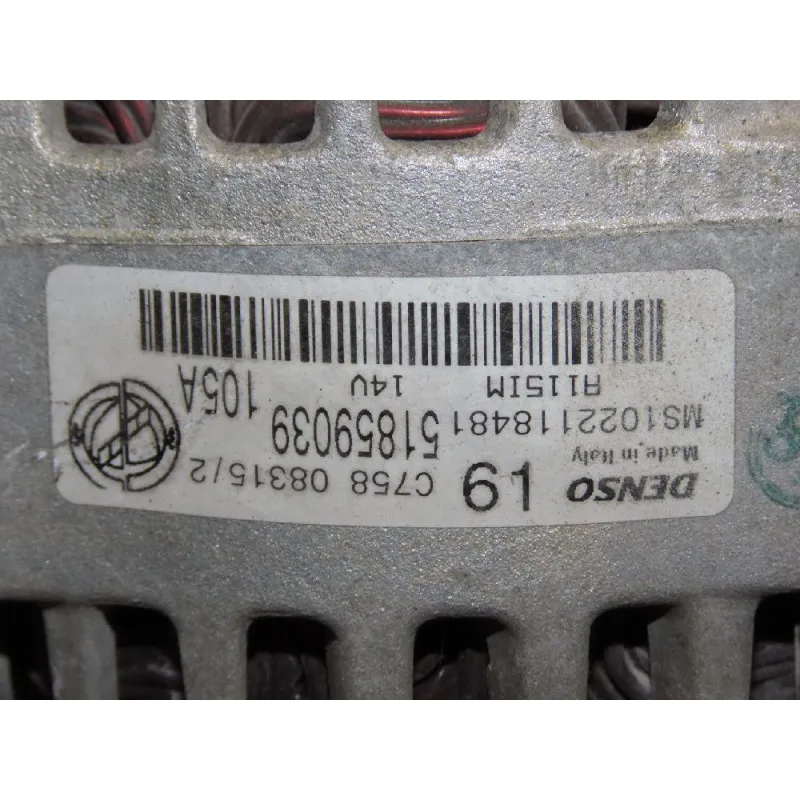 DENSO 19 C758 08315/2
Made in Italy
MS1022118481 51859039
A115IM 14V 105A